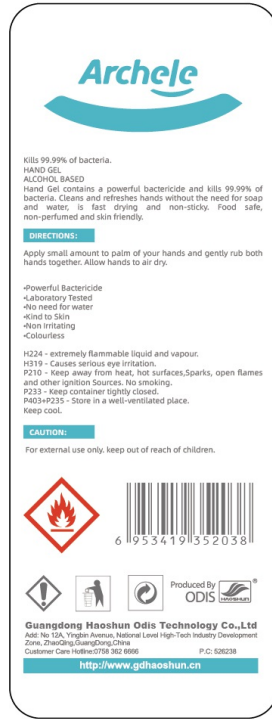 Archele
Kills 99.99% of bacteria.
HAND GEL
ALCOHOL BASED
Hand Gel contains a powerful bactericide and kills 99.99% of
bacteria. Cleans and refreshes hands without the need for soap
and water, is fast drying and non-sticky. Food safe,
non-perfumed and skin friendly.
DIRECTIONS:
Apply small amount to palm of your hands and gently rub both
hands together. Allow hands to air dry.
•Powerful Bactericide
•Laboratory Tested
•No need for water
•Kind to Skin
•Non Irritating
•Colourless
H224 - extremely flammable liquid and vapour.
H319 - Causes serious eye irritation.
P210 - Keep away from heat, hot surfaces,Sparks, open flames
and other ignition Sources. No smoking.
P233 - Keep container tightly closed.
P403+P235 - Store in a well-ventilated place.
Keep cool.
CAUTION:
For external use only. keep out of reach of children.
6 953419 352038
Produced By
ODIS
HAOSHUN ®
Guangdong Haoshun Odis Technology Co.,Ltd
Add: No 12A, Yingbin Avenue, National Level High-Tech Industry Development
Zone, ZhaoQing,GuangDong,China
Customer Care Hotline:0758 362 6666 P.C: 526238
http://www.gdhaoshun.cn